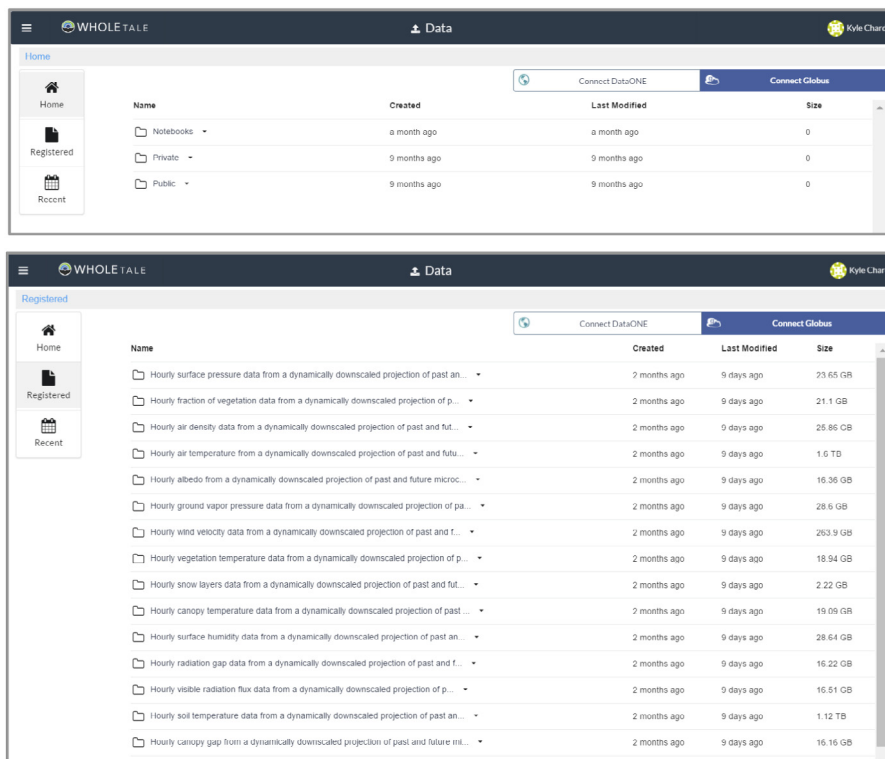 WHOLETALE Data Kyle Chard
Home
Connect DataONE Connect Globus
Home
Name Created Last Modified Size
Notebooks a month ago a month ago 0
Registered
Private 9 months ago 9 months ago 0
Public 9 months ago 9 months ago 0
Recent
WHOLETALE Data Kyle Char
Registered
Connect DataONE Connect Globus
Home
Name Created Last Modified Size
Hourly surface pressure data from a dynamically downscaled projection of past an... 2 months ago 9 days ago 23.65 GB
Registered
Hourly fraction of vegetation data from a dynamically downscaled projection of p... 2 months ago 9 days ago 21.1 GB
Hourly air density data from a dynamically downscaled projection of past and fut... 2 months ago 9 days ago 25.86 GB
Recent
Hourly air temperature from a dynamically downscaled projection of past and futu... 2 months ago 9 days ago 1.6 TB
Hourly albedo from a dynamically downscaled projection of past and future microc... 2 months ago 9 days ago 16.36 GB
Hourly ground vapor pressure data from a dynamically downscaled projection of pa... 2 months ago 9 days ago 28.6 GB
Hourly wind velocity data from a dynamically downscaled projection of past and f... 2 months ago 9 days ago 263.9 GB
Hourly vegetation temperature data from a dynamically downscaled projection of p... 2 months ago 9 days ago 18.94 GB
Hourly snow layers data from a dynamically downscaled projection of past and fut... 2 months ago 9 days ago 2.22 GB
Hourly canopy temperature data from a dynamically downscaled projection of past ... 2 months ago 9 days ago 19.09 GB
Hourly surface humidity data from a dynamically downscaled projection of past an... 2 months ago 9 days ago 28.64 GB
Hourly radiation gap data from a dynamically downscaled projection of past and f... 2 months ago 9 days ago 16.22 GB
Hourly visible radiation flux data from a dynamically downscaled projection of p... 2 months ago 9 days ago 16.51 GB
Hourly soil temperature data from a dynamically downscaled projection of past an... 2 months ago 9 days ago 1.12 TB
Hourly canopy gap from a dynamically downscaled projection of past and future mi... 2 months ago 9 days ago 16.16 GB